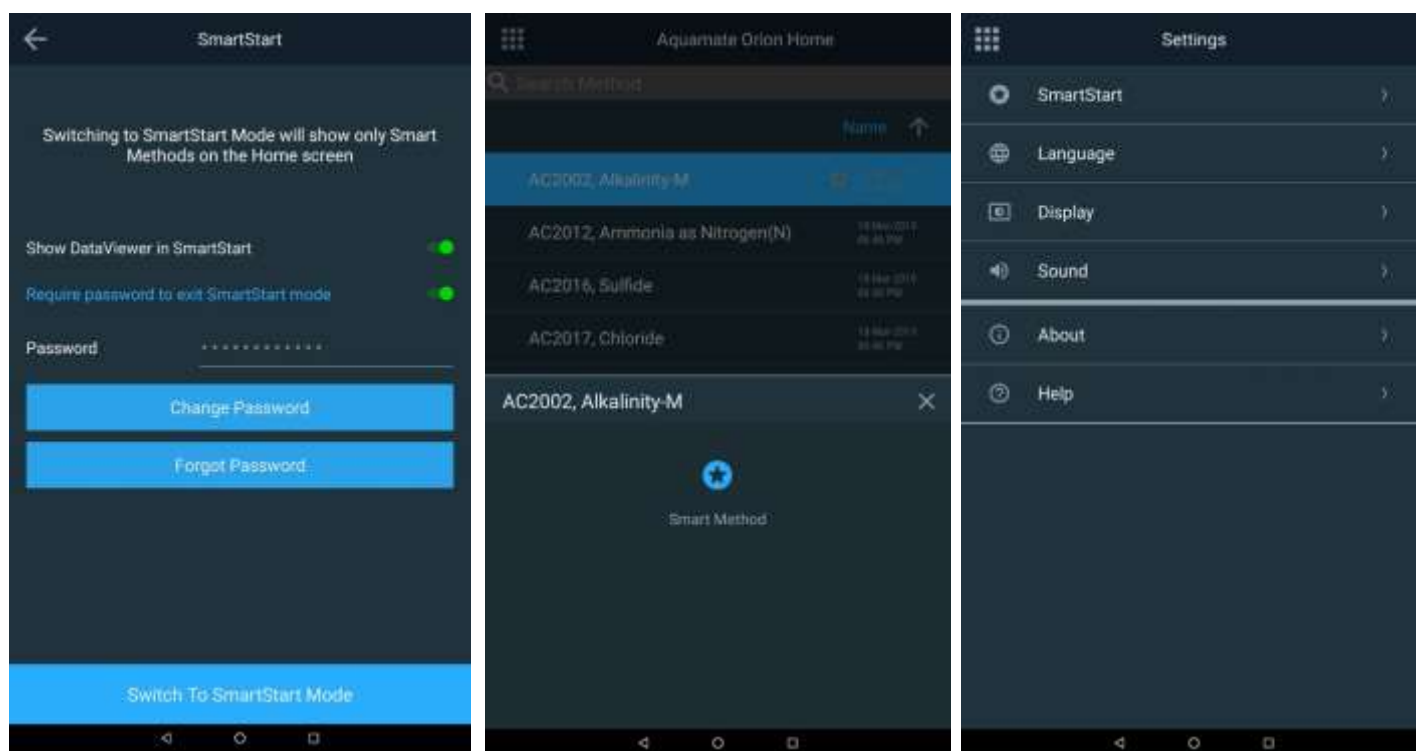 SmartStart
Switching to SmartStart Mode will show only Smart
Methods on the Home screen
Show DataViewer in SmartStart
Require password to exit SmartStart mode
Password ············
Change Password
Forgot Password
Switch To SmartStart Mode
Aquamate Orion Home
Search Method
Name
AC2002, Alkalinity-M
AC2012, Ammonia as Nitrogen(N)
AC2016, Sulfide
AC2017, Chloride
AC2002, Alkalinity-M
Smart Method
Settings
SmartStart
Language
Display
Sound
About
Help